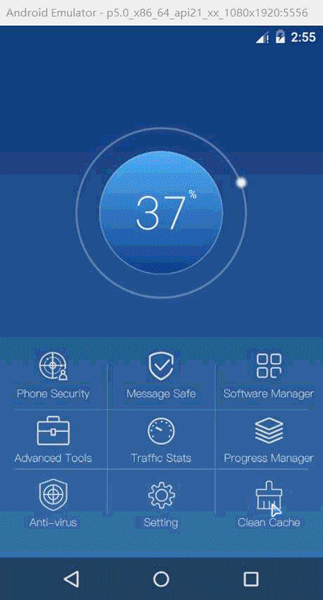 Android Emulator - p5.0_x86_64_api21_xx_1080x1920:5556
2:55
37%
Phone Security
Message Safe
Software Manager
Advanced Tools
Traffic Stats
Progress Manager
Anti-virus
Setting
Clean Cache